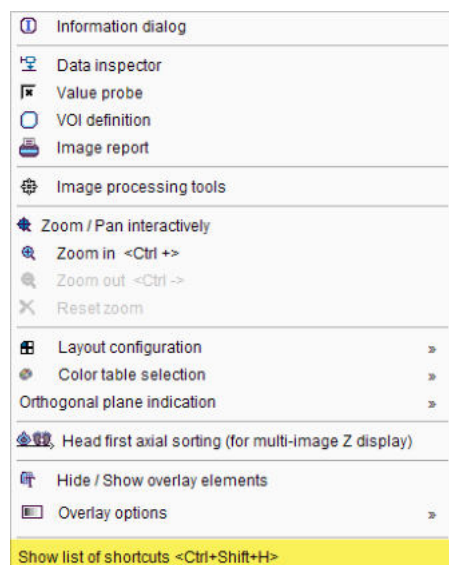 Information dialog
Data inspector
Value probe
VOI definition
Image report
Image processing tools
Zoom / Pan interactively
Zoom in <Ctrl +>
Zoom out <Ctrl ->
Reset zoom
Layout configuration »
Color table selection »
Orthogonal plane indication »
Head first axial sorting (for multi-image Z display)
Hide / Show overlay elements
Overlay options »
Show list of shortcuts <Ctrl+Shift+H>